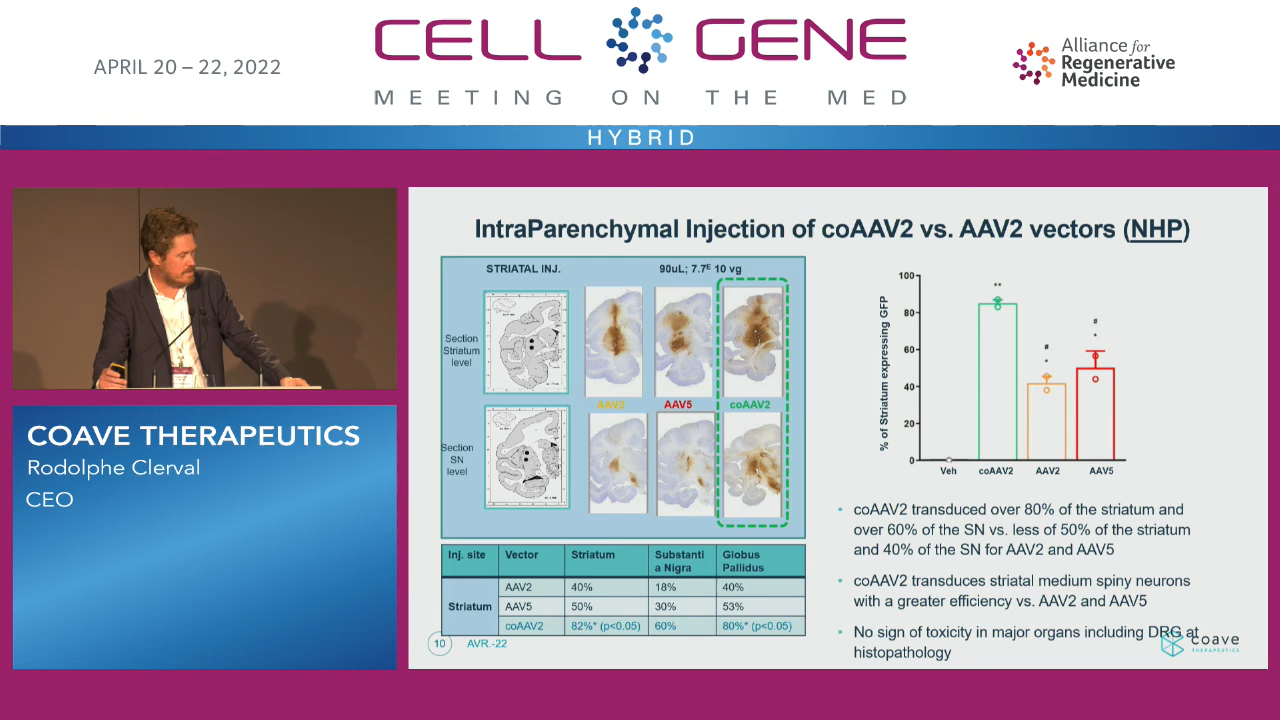 APRIL 20 – 22, 2022
CELL GENE
MEETING ON THE MED
Alliance for
Regenerative
Medicine
HYBRID
COAVE THERAPEUTICS
Rodolphe Clerval
CEO
IntraParenchymal Injection of coAAV2 vs. AAV2 vectors (NHP)
STRIATAL INJ.
90uL; 7.7ᴱ 10 vg
Section
Striatum
level
AAV2
AAV5
coAAV2
Section
SN
level
Inj. site
Vector
Striatum
Substanti
a Nigra
Globus
Pallidus
Striatum
AAV2
40%
18%
40%
AAV5
50%
30%
53%
coAAV2
82%* (p<0.05)
60%
80%* (p<0.05)
10
AVR.-22
% of Striatum expressing GFP
100
80
60
40
20
0
**
#
*
#
*
Veh
coAAV2
AAV2
AAV5
• coAAV2 transduced over 80% of the striatum and
over 60% of the SN vs. less of 50% of the striatum
and 40% of the SN for AAV2 and AAV5
• coAAV2 transduces striatal medium spiny neurons
with a greater efficiency vs. AAV2 and AAV5
• No sign of toxicity in major organs including DRG at
histopathology
coave
THERAPEUTICS